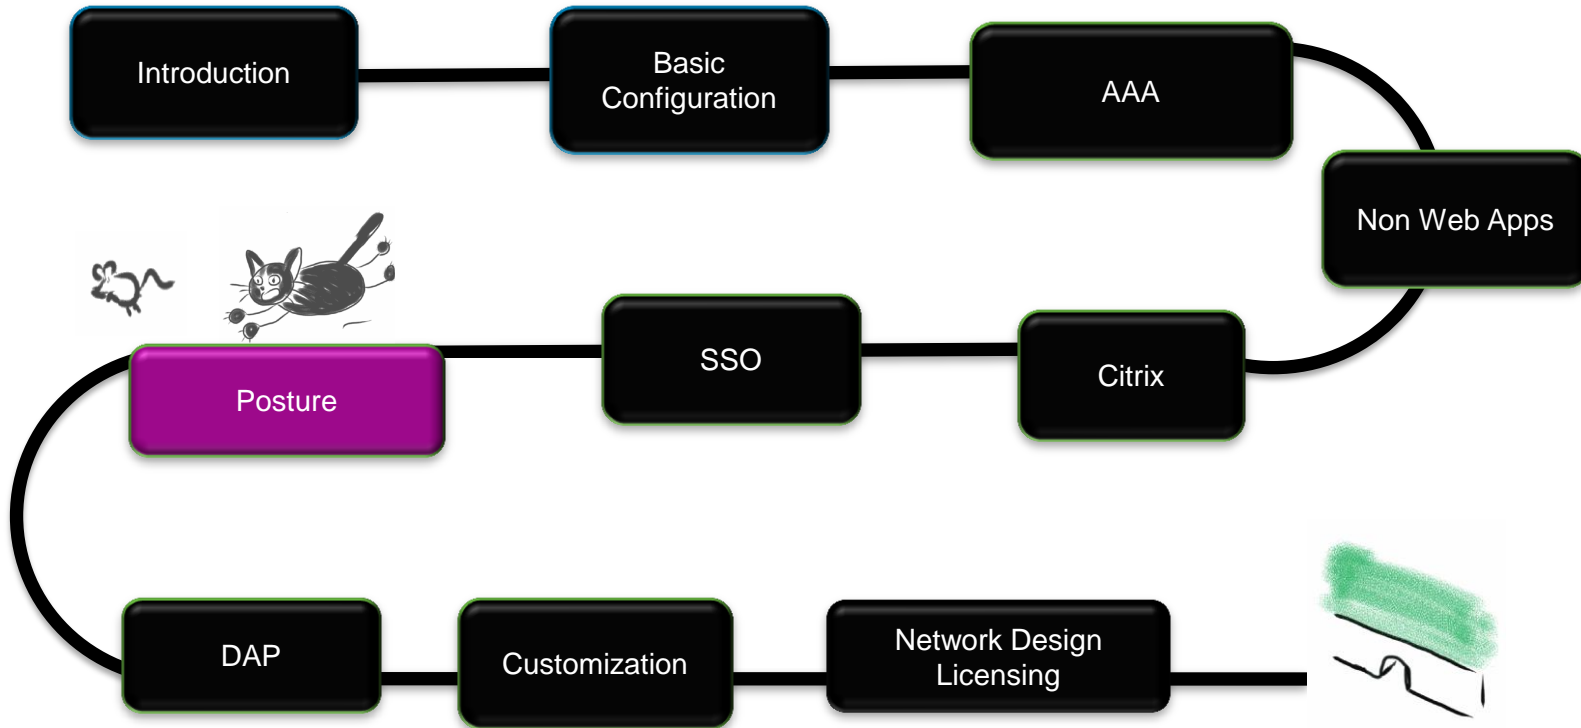 Introduction
Basic
Configuration
AAA
Non Web Apps
Citrix
SSO
Posture
DAP
Customization
Network Design
Licensing